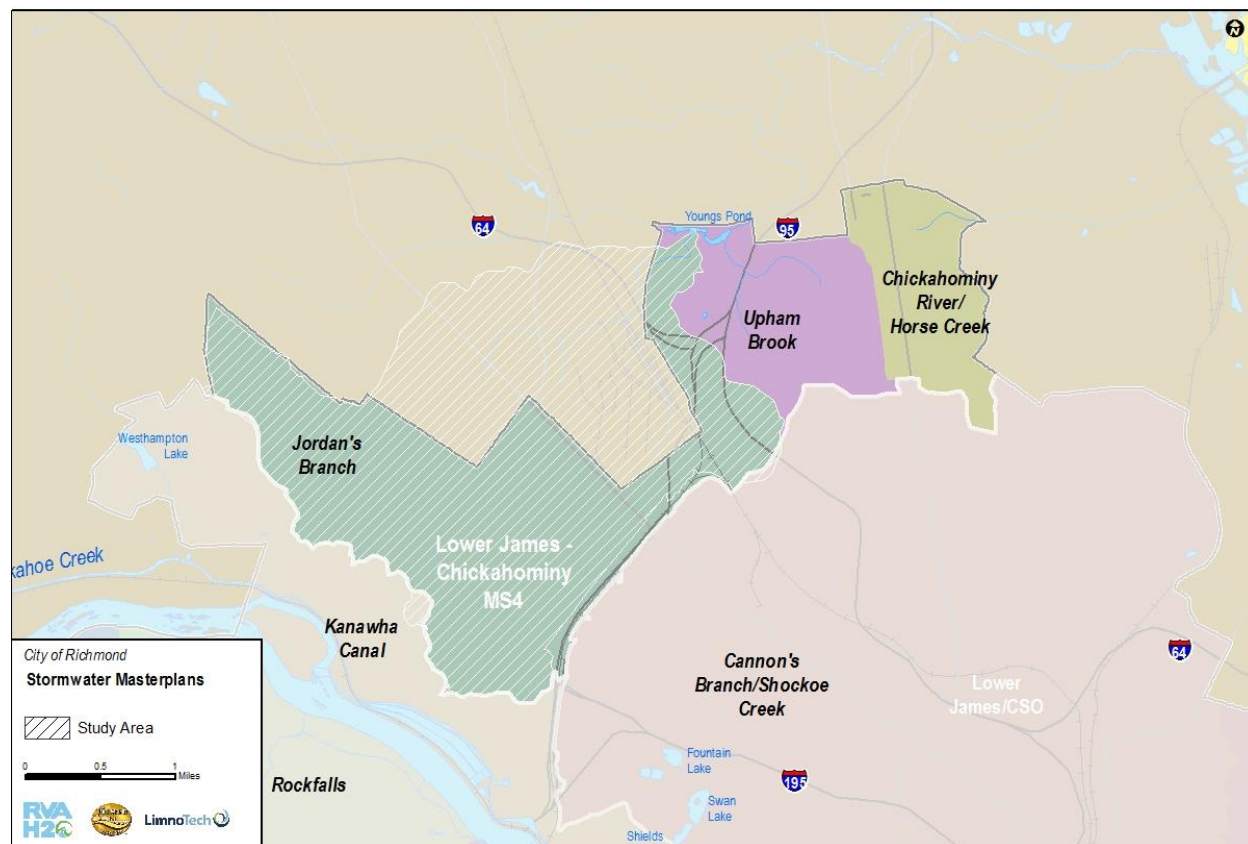 N
Youngs Pond
64
95
Chickahominy
River/
Horse Creek
Upham
Brook
Jordan's
Branch
Westhampton
Lake
Lower James -
Chickahominy
MS4
kahoe Creek
Kanawha
Canal
Cannon's
Branch/Shockoe
Creek
Lower
James/CSO
64
Fountain
Lake
195
Swan
Lake
Shields
Rockfalls
City of Richmond
Stormwater Masterplans
Study Area
0 0.5 1
Miles
RVA
H2O
LimnoTech